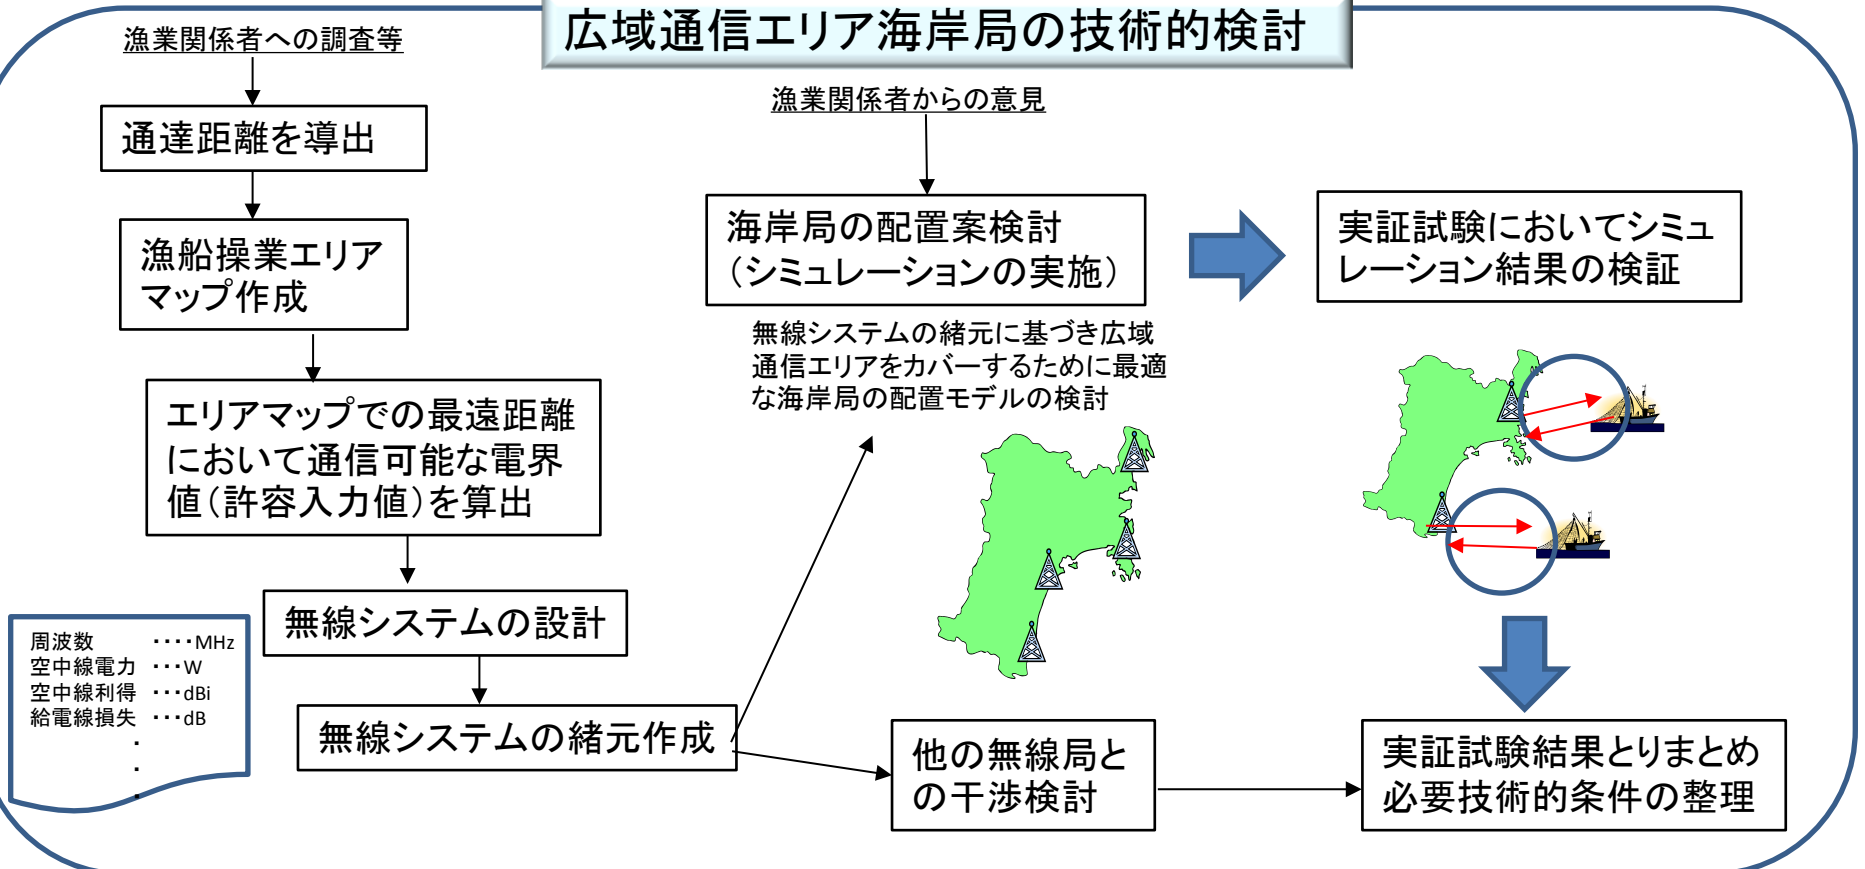 広域通信エリア海岸局の技術的検討
漁業関係者への調査等
通達距離を導出
漁船操業エリア
マップ作成
エリアマップでの最遠距離
において通信可能な電界
値（許容入力値）を算出
無線システムの設計
無線システムの緒元作成
周波数 ････MHz
空中線電力 ･･･W
空中線利得 ･･･dBi
給電線損失 ･･･dB
・
・
・
漁業関係者からの意見
海岸局の配置案検討
（シミュレーションの実施）
無線システムの緒元に基づき広域
通信エリアをカバーするために最適
な海岸局の配置モデルの検討
他の無線局と
の干渉検討
実証試験においてシミュ
レーション結果の検証
実証試験結果とりまとめ
必要技術的条件の整理